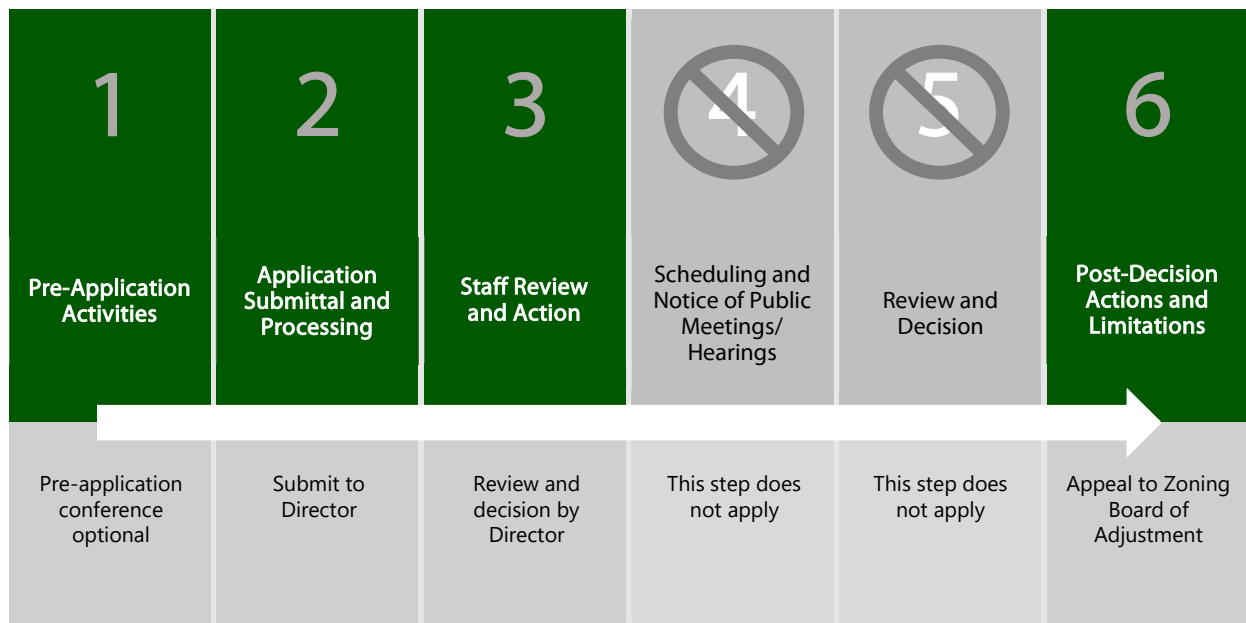 1
2
3
4
5
6
Pre-Application
Activities
Application
Submittal and
Processing
Staff Review
and Action
Scheduling and
Notice of Public
Meetings/
Hearings
Review and
Decision
Post-Decision
Actions and
Limitations
Pre-application
conference
optional
Submit to
Director
Review and
decision by
Director
This step does
not apply
This step does
not apply
Appeal to Zoning
Board of
Adjustment